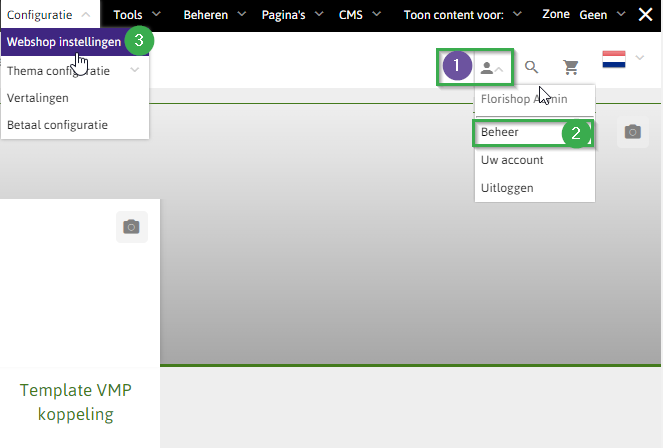 Configuratie Tools Beheren Pagina's CMS Toon content voor: Zone Geen
Webshop instellingen 3
Thema configuratie
Vertalingen
Betaal configuratie
1
Florishop Admin
Beheer 2
Uw account
Uitloggen
Template VMP
koppeling